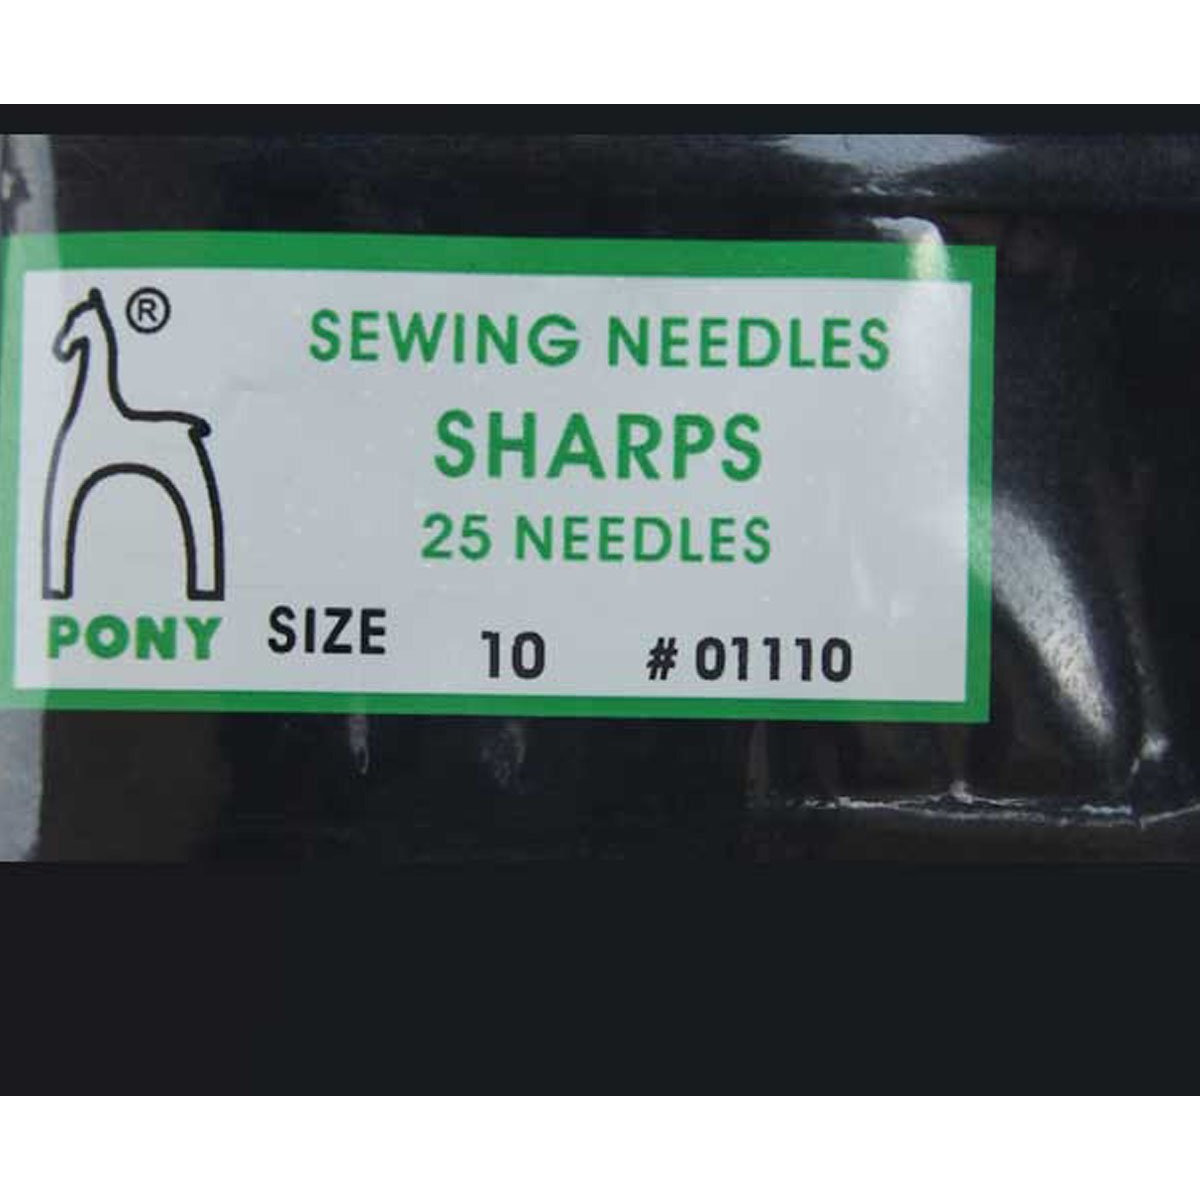 ®
SEWING NEEDLES
SHARPS
25 NEEDLES
PONY SIZE 10 #01110